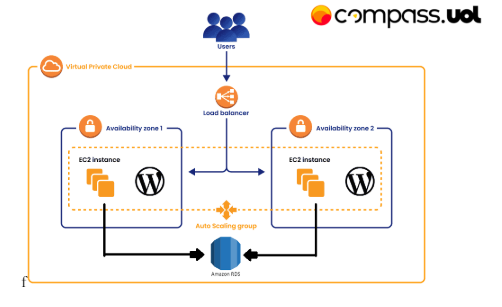 compass.uol
Users
Virtual Private Cloud
Load balancer
Availability zone 1
Availability zone 2
EC2 instance
EC2 instance
Auto Scaling group
Amazon RDS
f